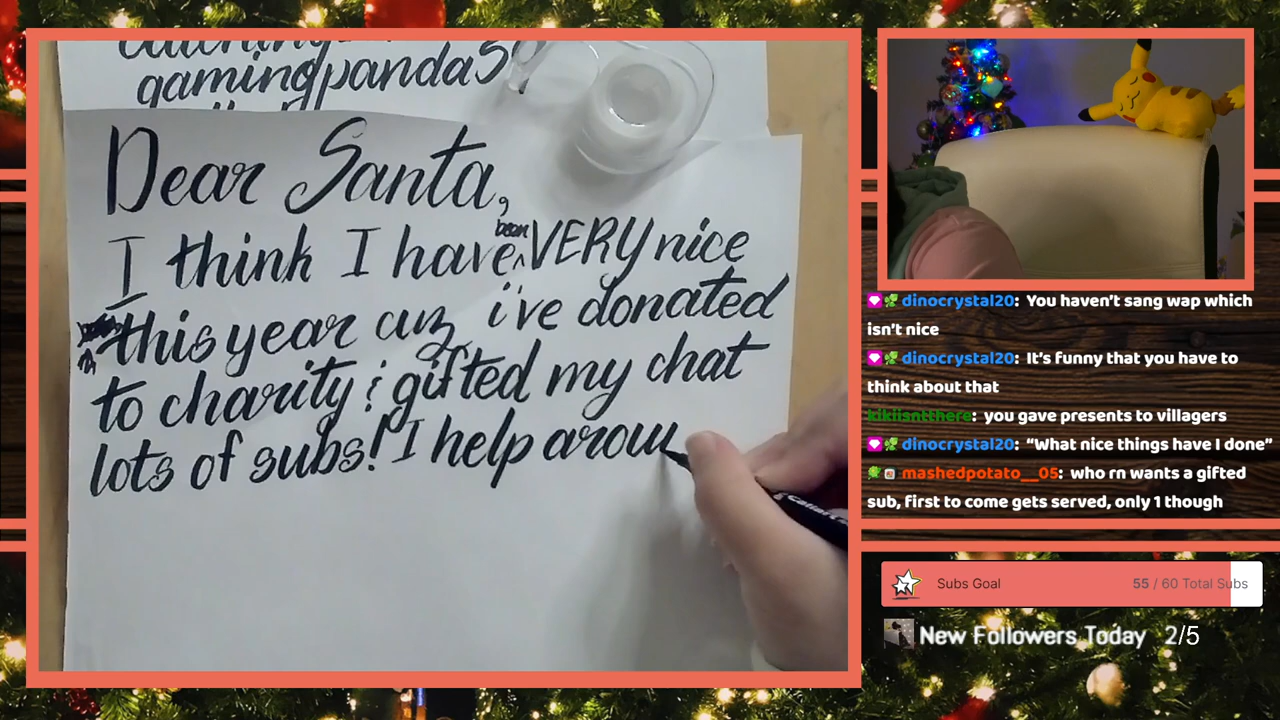 gamingpandas
Dear Santa,
been
I think I have^VERY nice
this year cuz i've donated
to charity & gifted my chat
lots of subs! I help arou
dinocrystal20: You haven't sang wap which
isn't nice
dinocrystal20: It's funny that you have to
think about that
kikiisntthere: you gave presents to villagers
dinocrystal20: "What nice things have I done"
mashedpotato__05: who rn wants a gifted
sub, first to come gets served, only 1 though
Subs Goal 55 / 60 Total Subs
New Followers Today 2/5